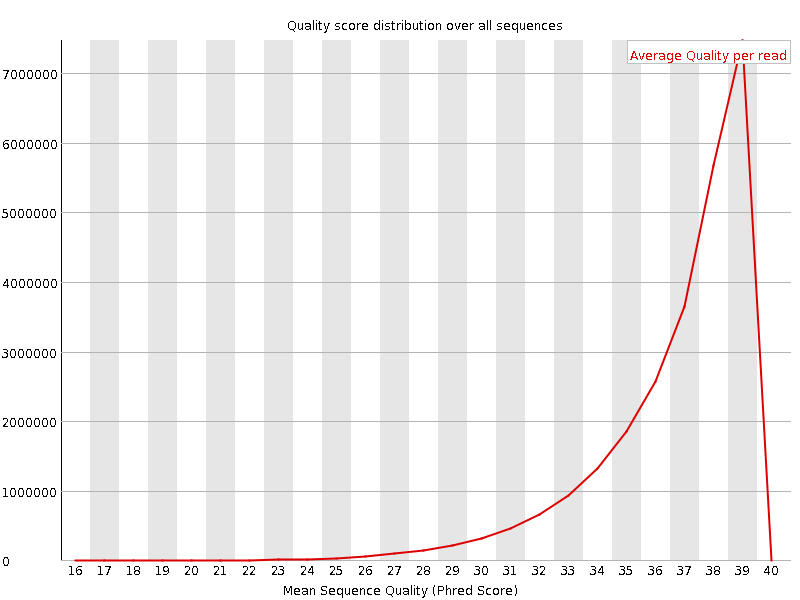 Quality score distribution over all sequences
Average Quality per read
7000000
6000000
5000000
4000000
3000000
2000000
1000000
0
16 17 18 19 20 21 22 23 24 25 26 27 28 29 30 31 32 33 34 35 36 37 38 39 40
Mean Sequence Quality (Phred Score)